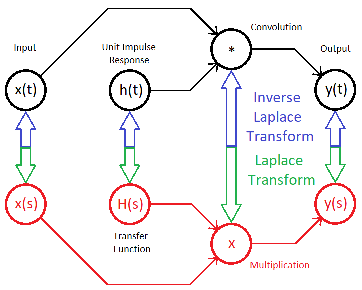 Convolution
Input
Unit Impulse
Response
Output
*
x(t)
h(t)
y(t)
Inverse
Laplace
Transform
Laplace
Transform
x(s)
H(s)
y(s)
Transfer
Function
x
Multiplication